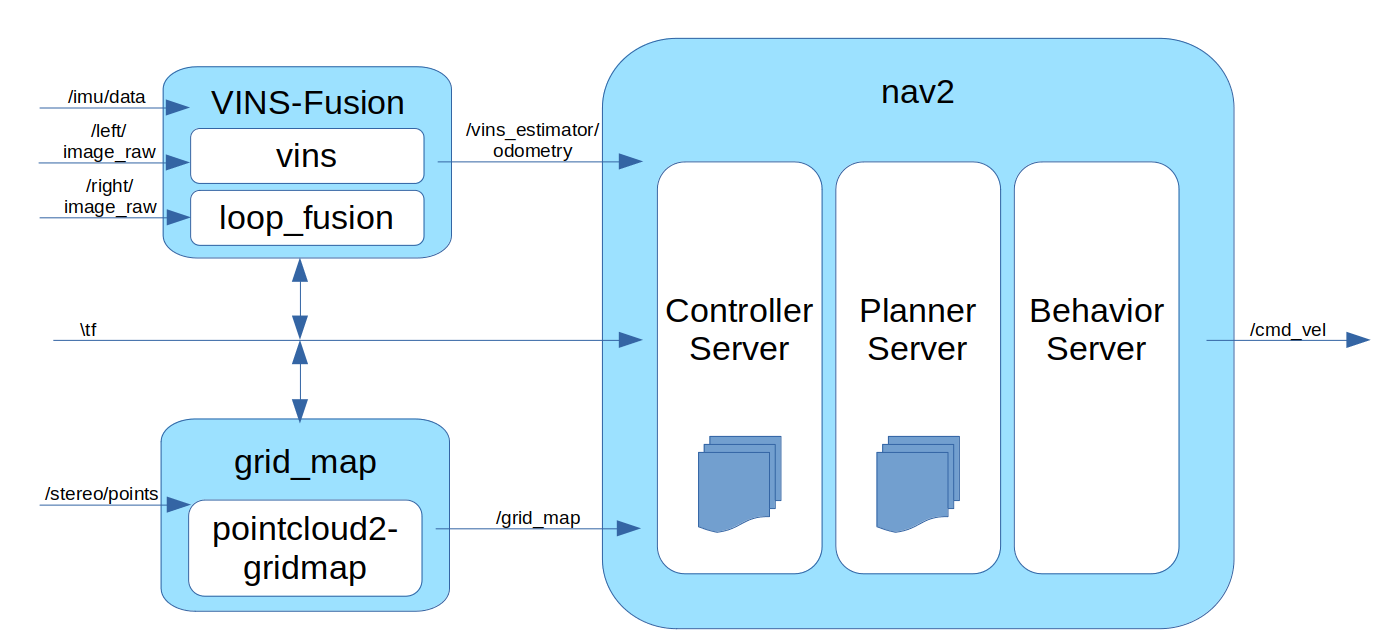 /imu/data
/left/
image_raw
/right/
image_raw
VINS-Fusion
vins
loop_fusion
/vins_estimator/
odometry
\tf
/stereo/points
grid_map
pointcloud2-
gridmap
/grid_map
nav2
Controller
Server
Planner
Server
Behavior
Server
/cmd_vel